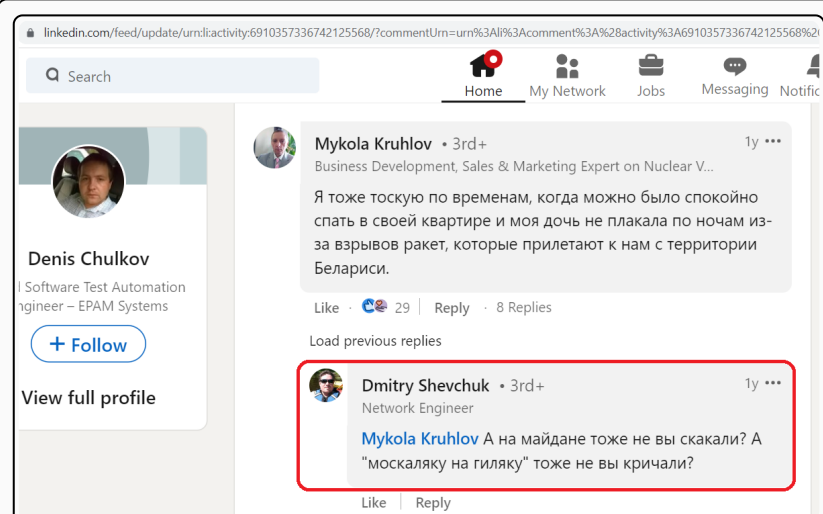 linkedin.com/feed/update/urn:li:activity:6910357336742125568/?commentUrn=urn%3Ali%3Acomment%3A%28activity%3A6910357336742125568%2
Search
Home
My Network
Jobs
Messaging
Notific
Denis Chulkov
Software Test Automation
ngineer – EPAM Systems
+ Follow
View full profile
Mykola Kruhlov • 3rd+
1y •••
Business Development, Sales & Marketing Expert on Nuclear V...
Я тоже тоскую по временам, когда можно было спокойно
спать в своей квартире и моя дочь не плакала по ночам из-
за взрывов ракет, которые прилетают к нам с территории
Белариси.
Like · 29 | Reply · 8 Replies
Load previous replies
Dmitry Shevchuk • 3rd+
1y •••
Network Engineer
Mykola Kruhlov А на майдане тоже не вы скакали? А
"москаляку на гиляку" тоже не вы кричали?
Like | Reply